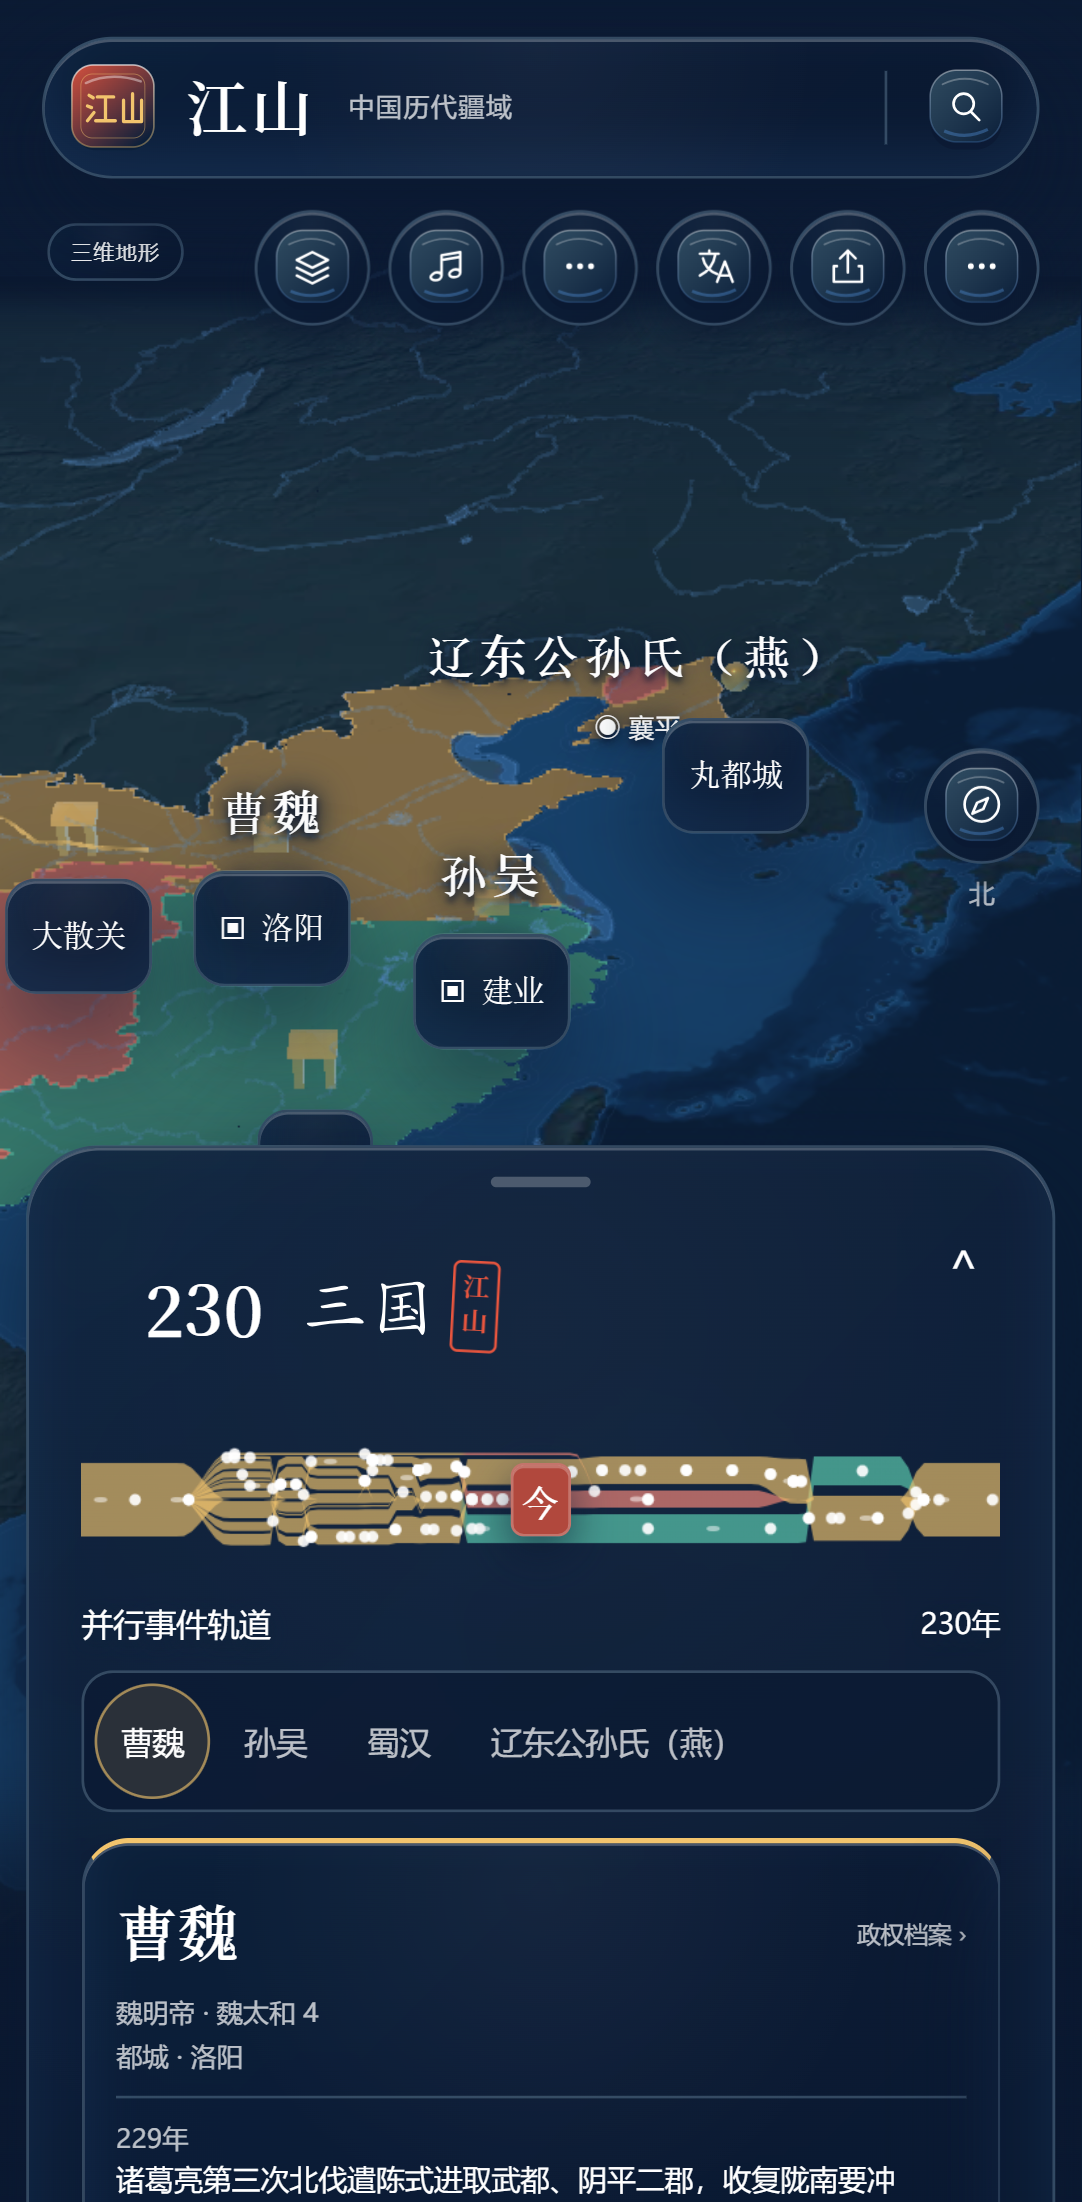 江山 江山 中国历代疆域
三维地形
辽东公孙氏（燕）
襄平
丸都城
曹魏
孙吴
北
大散关
洛阳
建业
230 三国 江山
今
并行事件轨道 230年
曹魏 孙吴 蜀汉 辽东公孙氏（燕）
曹魏 政权档案 ›
魏明帝 · 魏太和 4
都城 · 洛阳
229年
诸葛亮第三次北伐遣陈式进取武都、阴平二郡，收复陇南要冲